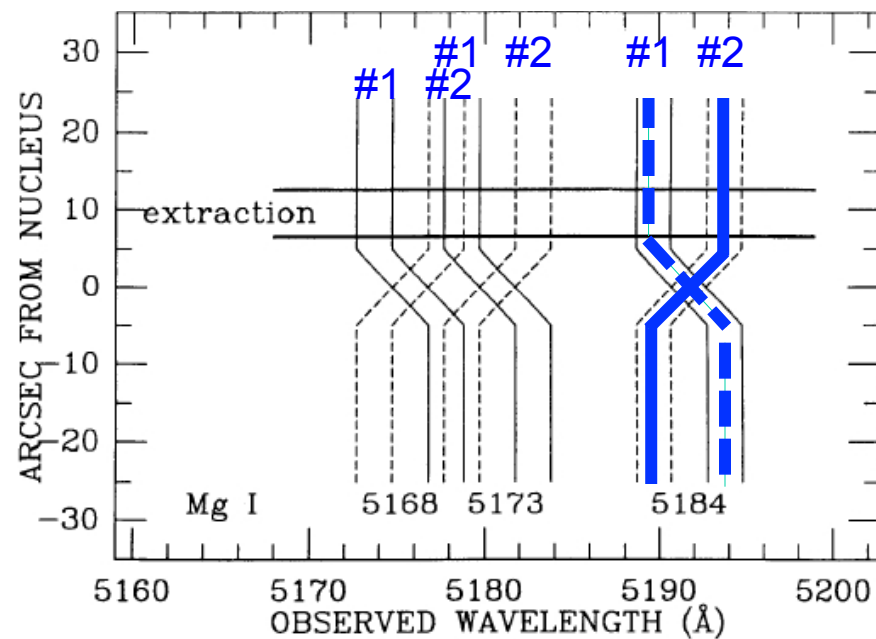 ARCSEC FROM NUCLEUS
30
20
10
0
-10
-20
-30
#1 #2 #1 #2
#1 #2
extraction
Mg I 5168 5173 5184
5160 5170 5180 5190 5200
OBSERVED WAVELENGTH (Å)